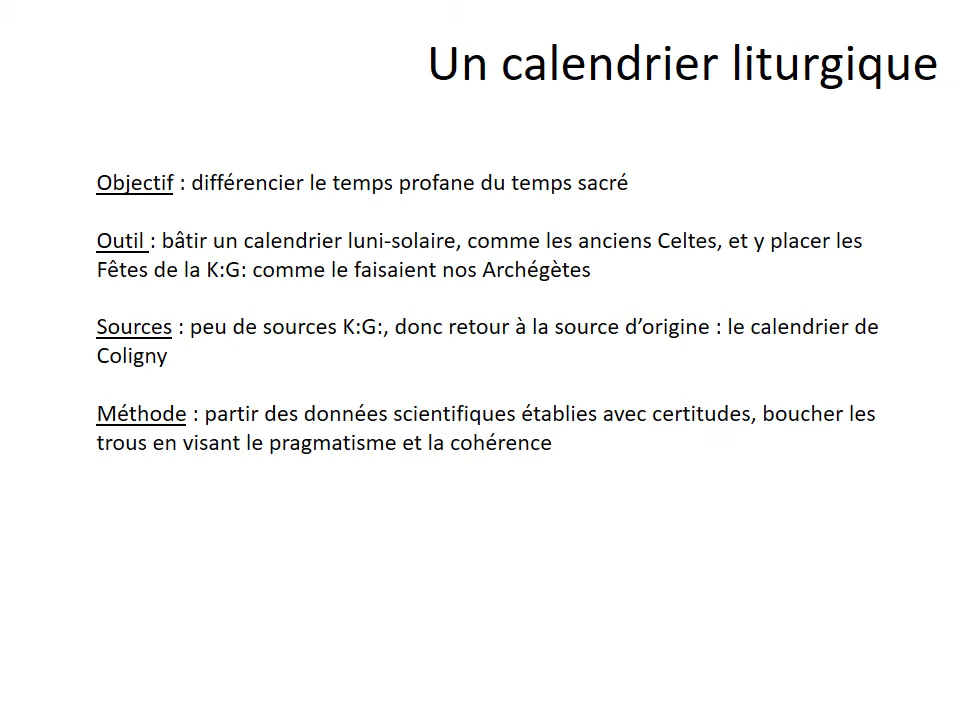 Un calendrier liturgique
Objectif : différencier le temps profane du temps sacré
Outil : bâtir un calendrier luni-solaire, comme les anciens Celtes, et y placer les
Fêtes de la K:G: comme le faisaient nos Archégètes
Sources : peu de sources K:G:, donc retour à la source d’origine : le calendrier de
Coligny
Méthode : partir des données scientifiques établies avec certitudes, boucher les
trous en visant le pragmatisme et la cohérence